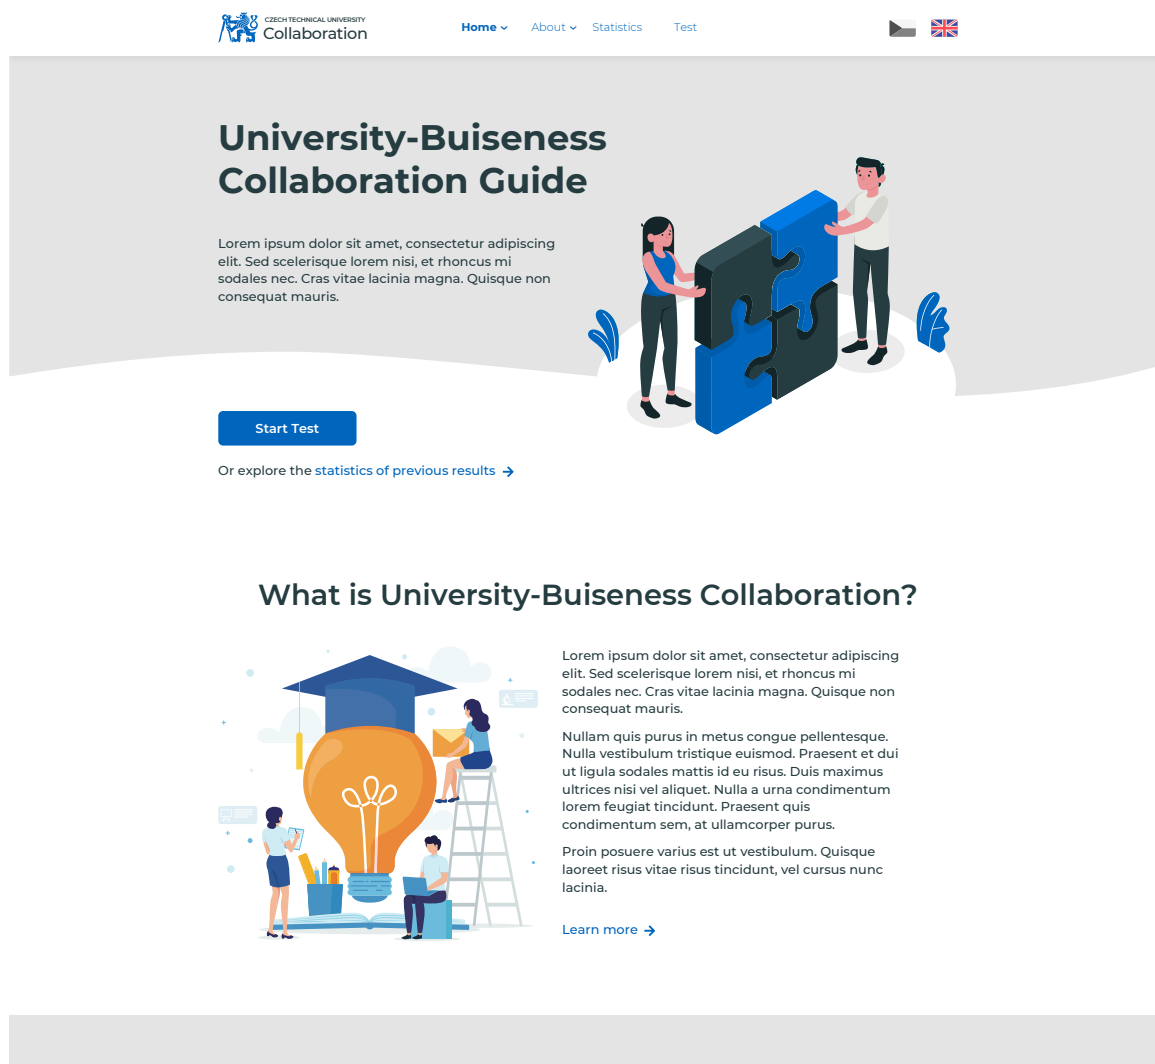 CZECH TECHNICAL UNIVERSITY
Collaboration
Home
About
Statistics
Test
University-Buiseness
Collaboration Guide
Lorem ipsum dolor sit amet, consectetur adipiscing
elit. Sed scelerisque lorem nisi, et rhoncus mi
sodales nec. Cras vitae lacinia magna. Quisque non
consequat mauris.
Start Test
Or explore the statistics of previous results
What is University-Buiseness Collaboration?
Lorem ipsum dolor sit amet, consectetur adipiscing
elit. Sed scelerisque lorem nisi, et rhoncus mi
sodales nec. Cras vitae lacinia magna. Quisque non
consequat mauris.
Nullam quis purus in metus congue pellentesque.
Nulla vestibulum tristique euismod. Praesent et dui
ut ligula sodales mattis id eu risus. Duis maximus
ultrices nisi vel aliquet. Nulla a urna condimentum
lorem feugiat tincidunt. Praesent quis
condimentum sem, at ullamcorper purus.
Proin posuere varius est ut vestibulum. Quisque
laoreet risus vitae risus tincidunt, vel cursus nunc
lacinia.
Learn more